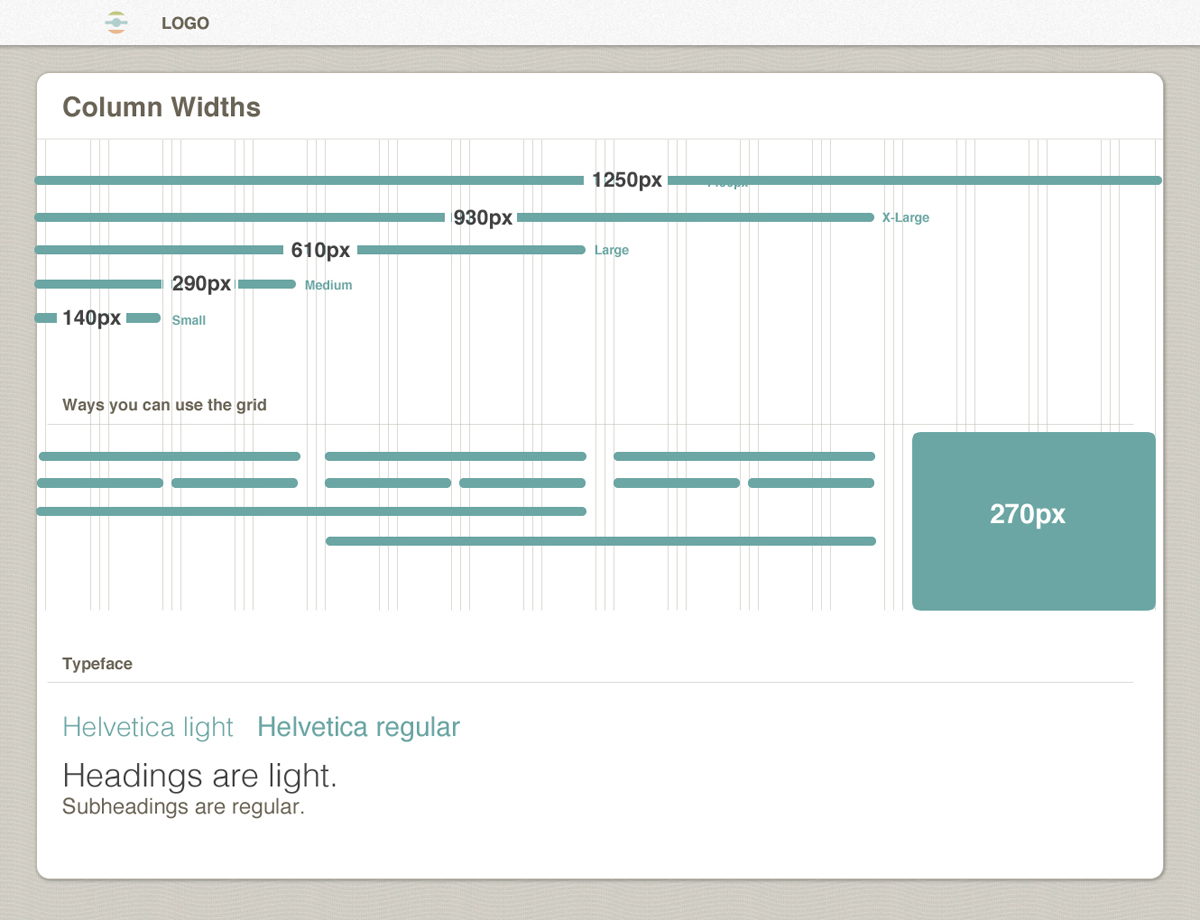 LOGO
Column Widths
1250px
930px X-Large
610px Large
290px Medium
140px Small
Ways you can use the grid
270px
Typeface
Helvetica light Helvetica regular
Headings are light.
Subheadings are regular.